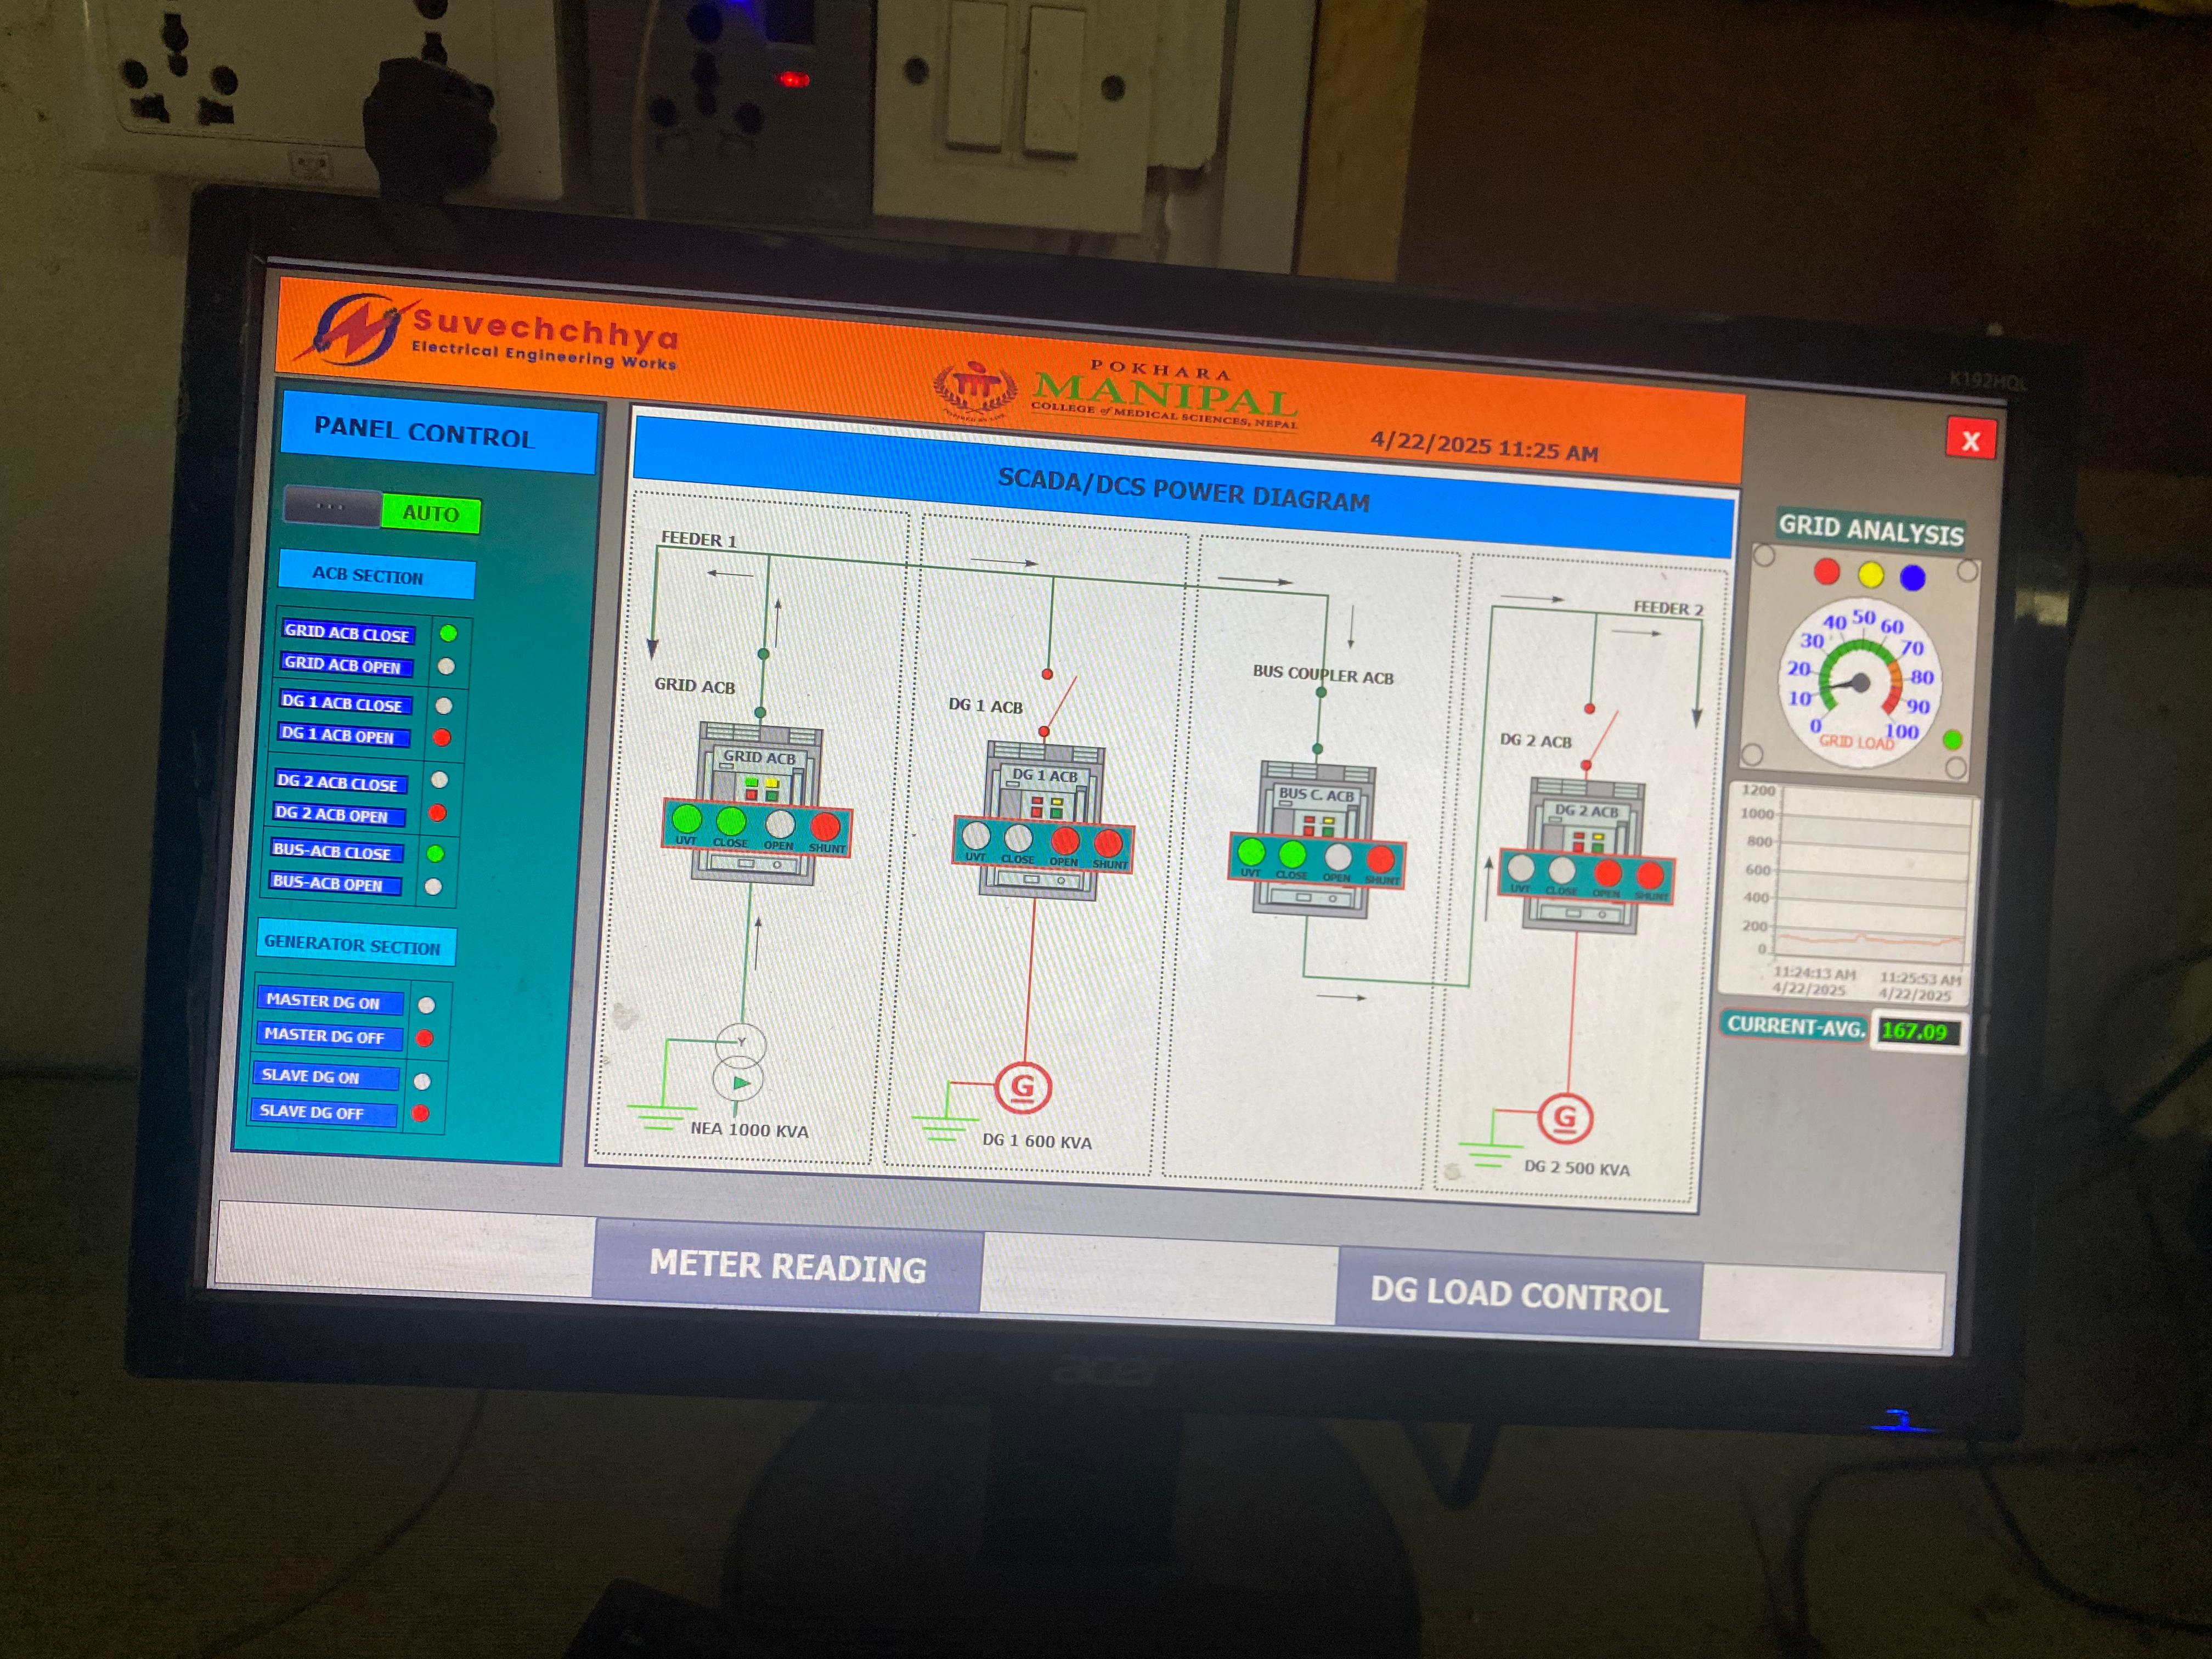 K192HQL
Suvechchhya
Electrical Engineering Works
POKHARA
MANIPAL
COLLEGE of MEDICAL SCIENCES, NEPAL
4/22/2025 11:25 AM
X
PANEL CONTROL
...
AUTO
ACB SECTION
GRID ACB CLOSE
GRID ACB OPEN
DG 1 ACB CLOSE
DG 1 ACB OPEN
DG 2 ACB CLOSE
DG 2 ACB OPEN
BUS-ACB CLOSE
BUS-ACB OPEN
GENERATOR SECTION
MASTER DG ON
MASTER DG OFF
SLAVE DG ON
SLAVE DG OFF
SCADA/DCS POWER DIAGRAM
FEEDER 1
GRID ACB
GRID ACB
UVT CLOSE OPEN SHUNT
Y
NEA 1000 KVA
DG 1 ACB
DG 1 ACB
UVT CLOSE OPEN SHUNT
G
DG 1 600 KVA
BUS COUPLER ACB
BUS C. ACB
UVT CLOSE OPEN SHUNT
FEEDER 2
DG 2 ACB
DG 2 ACB
UVT CLOSE OPEN SHUNT
G
DG 2 500 KVA
GRID ANALYSIS
0 10 20 30 40 50 60 70 80 90 100
GRID LOAD
1200
1000
800
600
400
200
0
11:24:13 AM 11:25:53 AM
4/22/2025 4/22/2025
CURRENT-AVG. 167.09
METER READING
DG LOAD CONTROL
acer